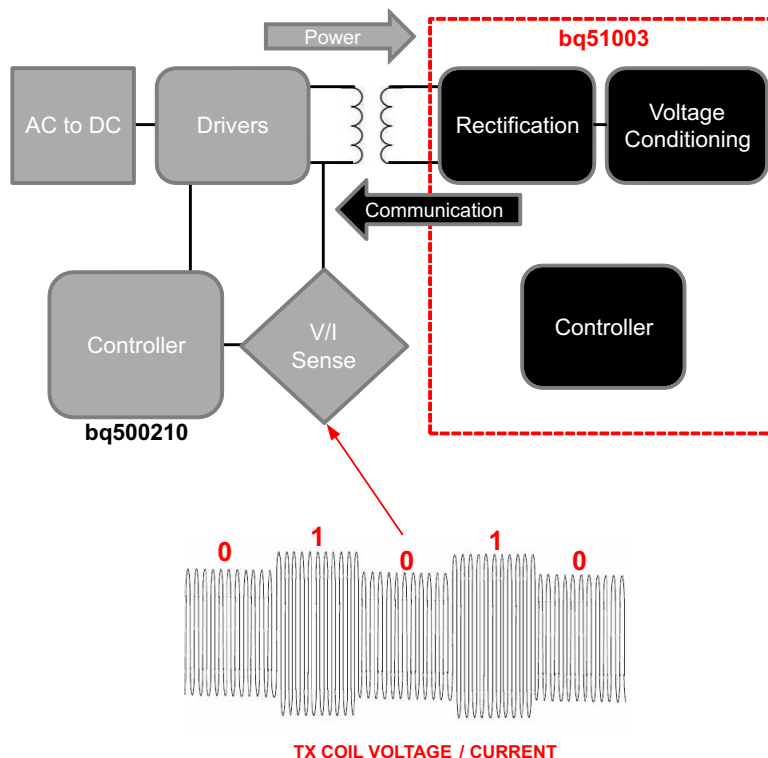 Power
bq51003
AC to DC
Drivers
Rectification
Voltage
Conditioning
Communication
Controller
V/I
Sense
Controller
bq500210
0
1
0
1
0
TX COIL VOLTAGE / CURRENT